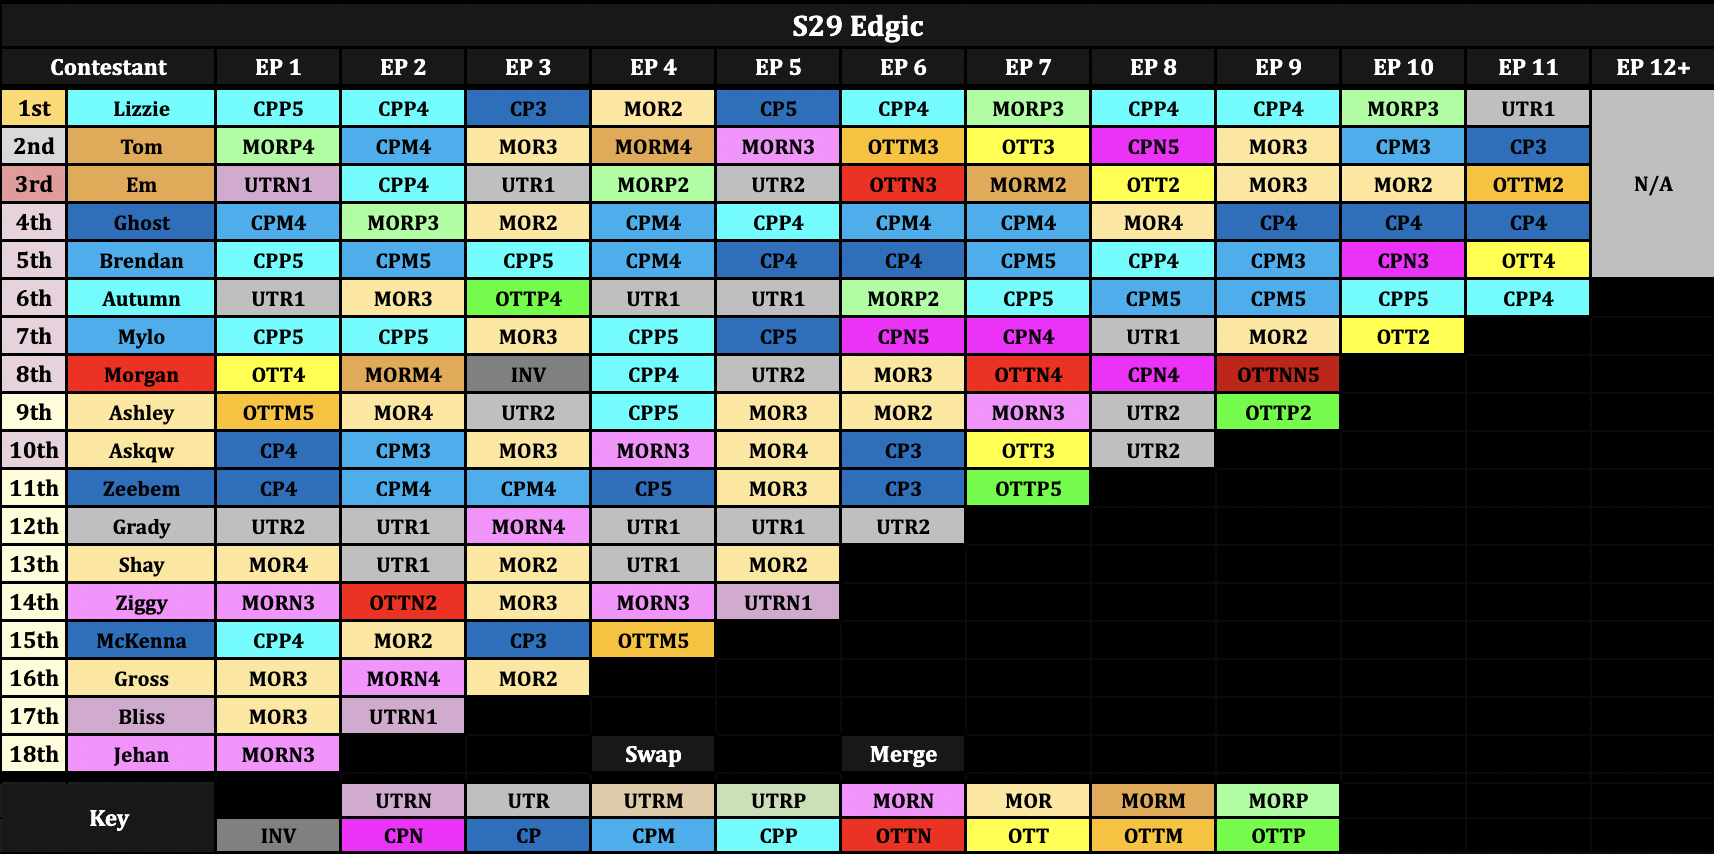 S29 Edgic
Contestant EP 1 EP 2 EP 3 EP 4 EP 5 EP 6 EP 7 EP 8 EP 9 EP 10 EP 11 EP 12+
1st Lizzie CPP5 CPP4 CP3 MOR2 CP5 CPP4 MORP3 CPP4 CPP4 MORP3 UTR1
2nd Tom MORP4 CPM4 MOR3 MORM4 MORN3 OTTM3 OTT3 CPN5 MOR3 CPM3 CP3
3rd Em UTRN1 CPP4 UTR1 MORP2 UTR2 OTTN3 MORM2 OTT2 MOR3 MOR2 OTTM2 N/A
4th Ghost CPM4 MORP3 MOR2 CPM4 CPP4 CPM4 CPM4 MOR4 CP4 CP4 CP4
5th Brendan CPP5 CPM5 CPP5 CPM4 CP4 CP4 CPM5 CPP4 CPM3 CPN3 OTT4
6th Autumn UTR1 MOR3 OTTP4 UTR1 UTR1 MORP2 CPP5 CPM5 CPM5 CPP5 CPP4
7th Mylo CPP5 CPP5 MOR3 CPP5 CP5 CPN5 CPN4 UTR1 MOR2 OTT2
8th Morgan OTT4 MORM4 INV CPP4 UTR2 MOR3 OTTN4 CPN4 OTTNN5
9th Ashley OTTM5 MOR4 UTR2 CPP5 MOR3 MOR2 MORN3 UTR2 OTTP2
10th Askqw CP4 CPM3 MOR3 MORN3 MOR4 CP3 OTT3 UTR2
11th Zeebem CP4 CPM4 CPM4 CP5 MOR3 CP3 OTTP5
12th Grady UTR2 UTR1 MORN4 UTR1 UTR1 UTR2
13th Shay MOR4 UTR1 MOR2 UTR1 MOR2
14th Ziggy MORN3 OTTN2 MOR3 MORN3 UTRN1
15th McKenna CPP4 MOR2 CP3 OTTM5
16th Gross MOR3 MORN4 MOR2
17th Bliss MOR3 UTRN1
18th Jehan MORN3 Swap Merge
Key
UTRN UTR UTRM UTRP MORN MOR MORM MORP
INV CPN CP CPM CPP OTTN OTT OTTM OTTP